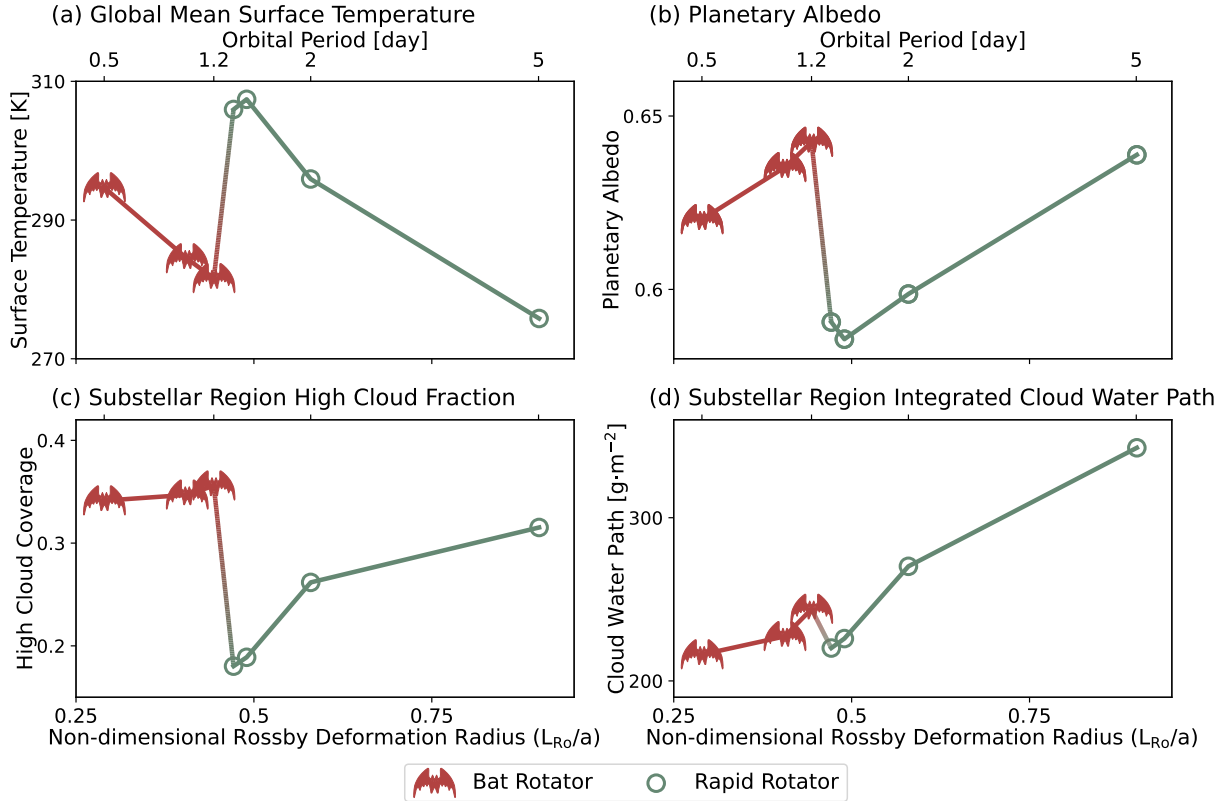 (a) Global Mean Surface Temperature
Orbital Period [day]
0.5 1.2 2 5
310
290
270
Surface Temperature [K]
(b) Planetary Albedo
Orbital Period [day]
0.5 1.2 2 5
0.65
0.6
Planetary Albedo
(c) Substellar Region High Cloud Fraction
0.4
0.3
0.2
High Cloud Coverage
0.25 0.5 0.75
Non-dimensional Rossby Deformation Radius (L_Ro/a)
(d) Substellar Region Integrated Cloud Water Path
300
200
Cloud Water Path [g·m⁻²]
0.25 0.5 0.75
Non-dimensional Rossby Deformation Radius (L_Ro/a)
Bat Rotator Rapid Rotator